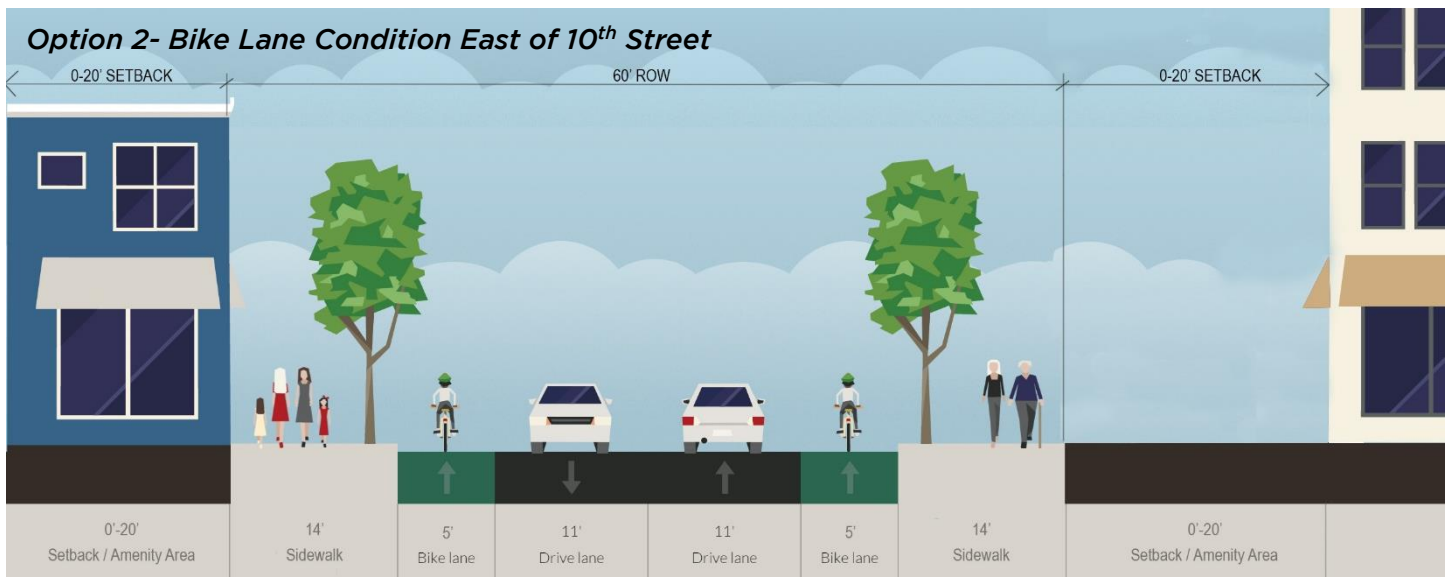 Option 2- Bike Lane Condition East of 10th Street
0-20' SETBACK
60' ROW
0-20' SETBACK
0'-20'
Setback / Amenity Area
14'
Sidewalk
5'
Bike lane
11'
Drive lane
11'
Drive lane
5'
Bike lane
14'
Sidewalk
0'-20'
Setback / Amenity Area